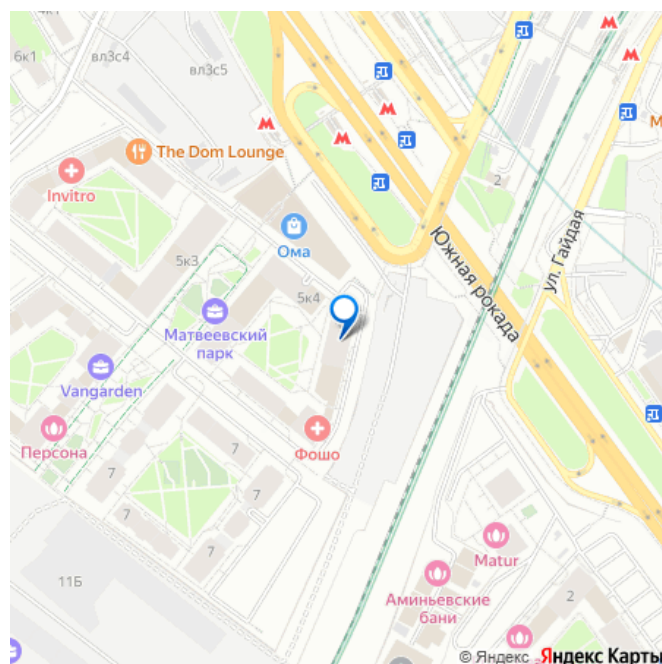 6к1
вл3с4
вл3с5
The Dom Lounge
Invitro
2
Ома
Южная рокада
ул. Гайдая
5к3
5к4
Матвеевский
парк
Vangarden
Персона
Фошо
7
7
7
7
7
11Б
Matur
Аминьевские
бани
2
© Яндекс Яндекс Карты